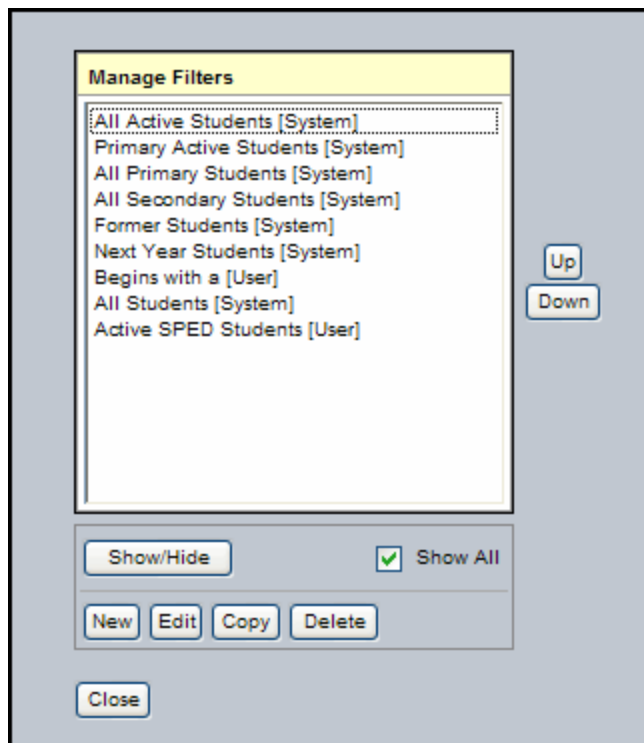 Manage Filters
All Active Students [System]
Primary Active Students [System]
All Primary Students [System]
All Secondary Students [System]
Former Students [System]
Next Year Students [System]
Begins with a [User]
All Students [System]
Active SPED Students [User]
Up
Down
Show/Hide
Show All
New Edit Copy Delete
Close